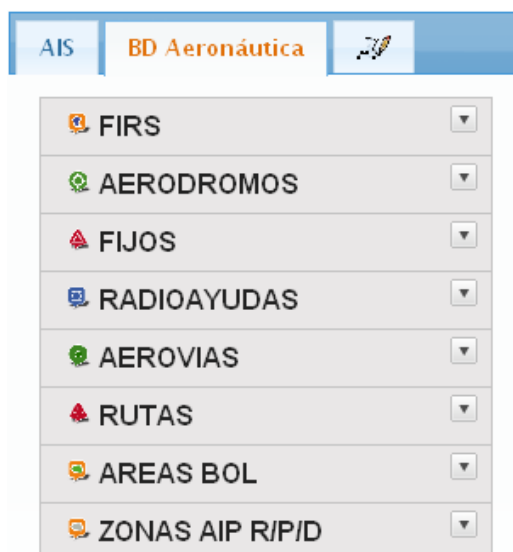 AIS BD Aeronáutica
FIRS
AERODROMOS
FIJOS
RADIOAYUDAS
AEROVIAS
RUTAS
AREAS BOL
ZONAS AIP R/P/D